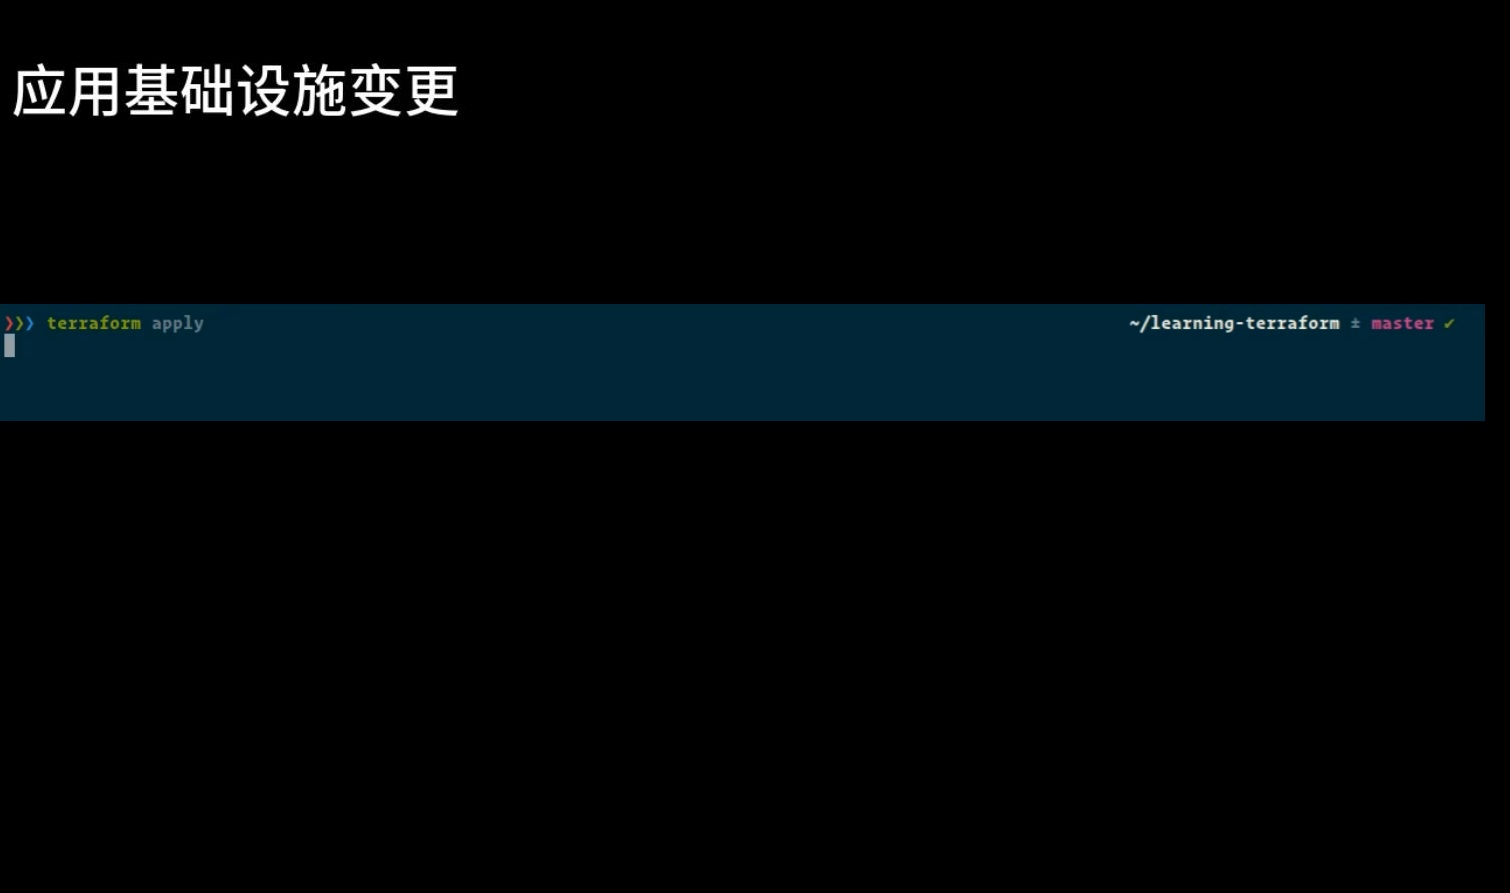 应用基础设施变更
❯❯❯ terraform apply ~/learning-terraform ± master ✔